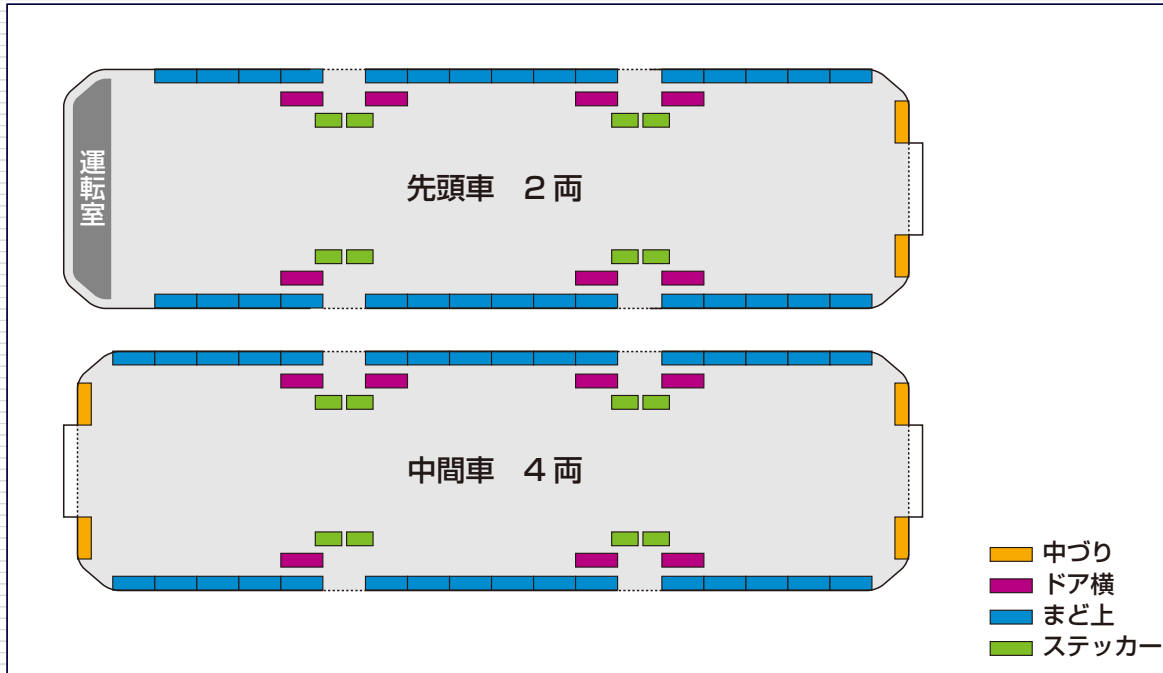 運転室
先頭車　2両
中間車　4両
中づり
ドア横
まど上
ステッカー